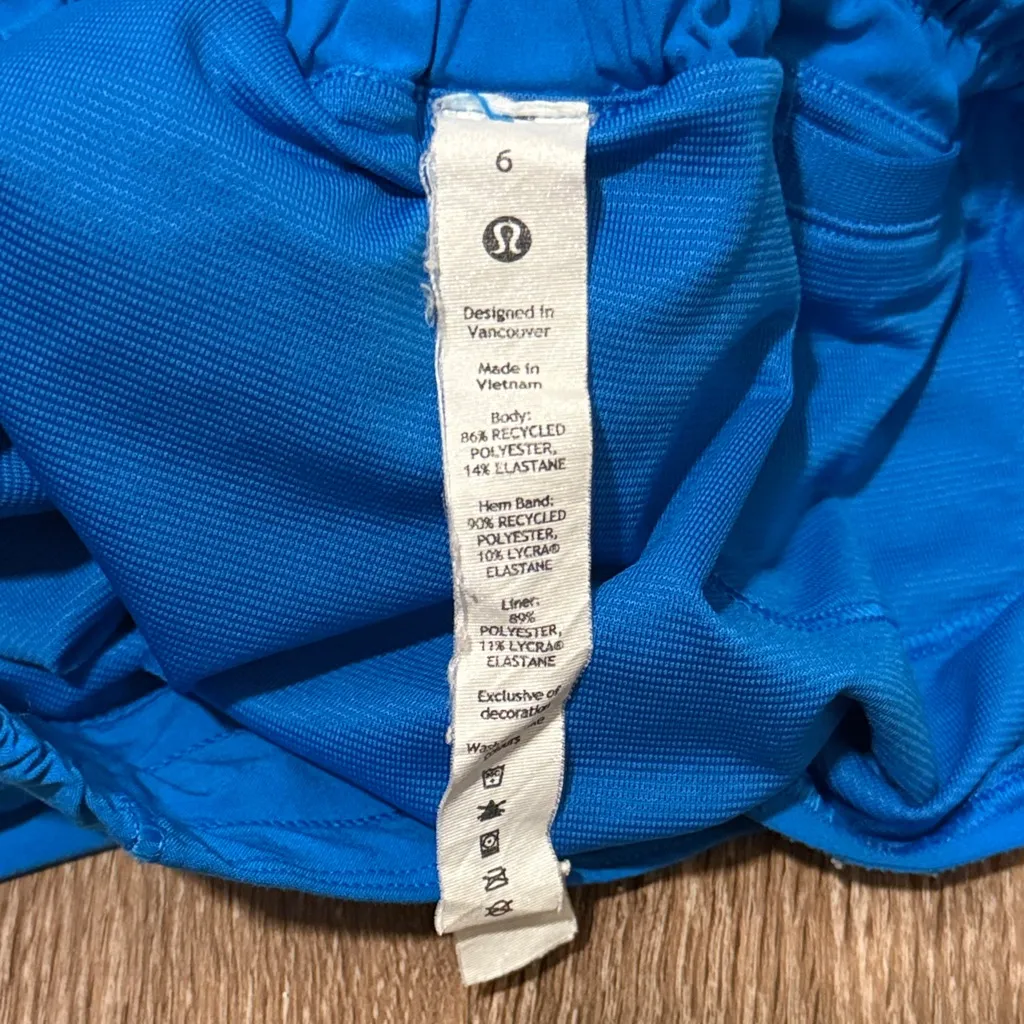 6
Designed in
Vancouver
Made in
Vietnam
Body:
86% RECYCLED
POLYESTER,
14% ELASTANE
Hem Band:
90% RECYCLED
POLYESTER,
10% LYCRA®
ELASTANE
Liner:
89%
POLYESTER,
11% LYCRA®
ELASTANE
Exclusive of